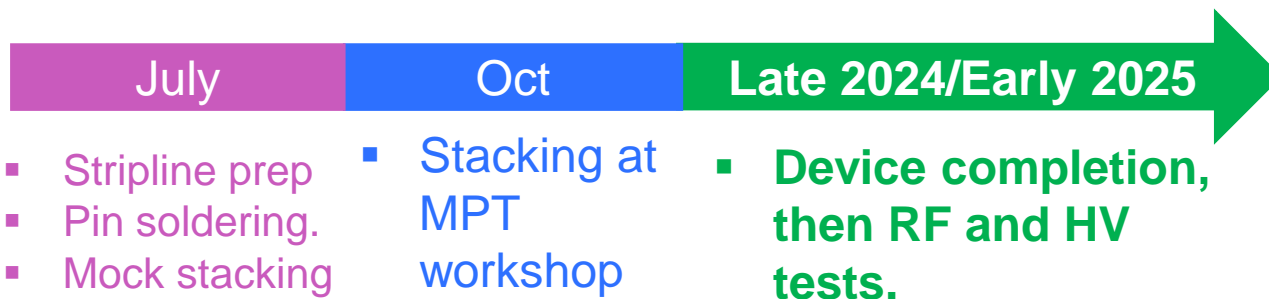 July
Oct
Late 2024/Early 2025
▪ Stripline prep
▪ Pin soldering.
▪ Mock stacking
▪ Stacking at
MPT
workshop
▪ Device completion,
then RF and HV
tests.